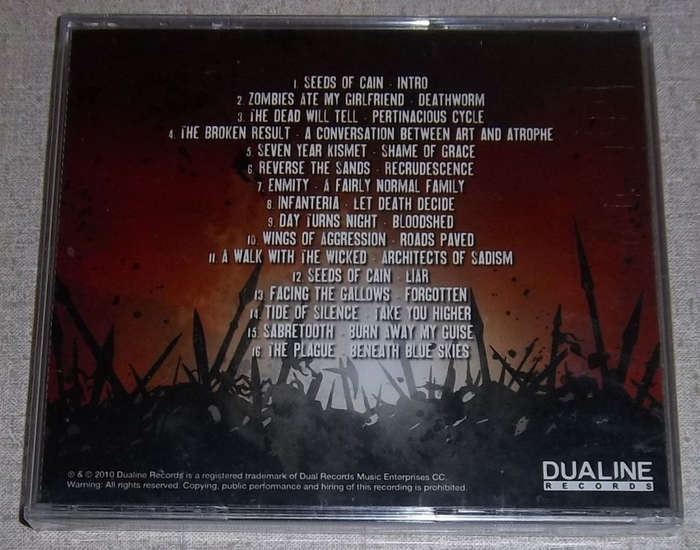 1. SEEDS OF CAIN - INTRO
2. ZOMBIES ATE MY GIRLFRIEND - DEATHWORM
3. THE DEAD WILL TELL - PERTINACIOUS CYCLE
4. THE BROKEN RESULT - A CONVERSATION BETWEEN ART AND ATROPHE
5. SEVEN YEAR KISMET - SHAME OF GRACE
6. REVERSE THE SANDS - RECRUDESCENCE
7. ENMITY - A FAIRLY NORMAL FAMILY
8. INFANTERIA - LET DEATH DECIDE
9. DAY TURNS NIGHT - BLOODSHED
10. WINGS OF AGGRESSION - ROADS PAVED
11. A WALK WITH THE WICKED - ARCHITECTS OF SADISM
12. SEEDS OF CAIN - LIAR
13. FACING THE GALLOWS - FORGOTTEN
14. TIDE OF SILENCE - TAKE YOU HIGHER
15. SABRETOOTH - BURN AWAY MY GUISE
16. THE PLAGUE - BENEATH BLUE SKIES
℗ & © 2010 Dualine Records is a registered trademark of Dual Records Music Enterprises CC.
Warning: All rights reserved. Copying, public performance and hiring of this recording is prohibited.
DUALINE
RECORDS